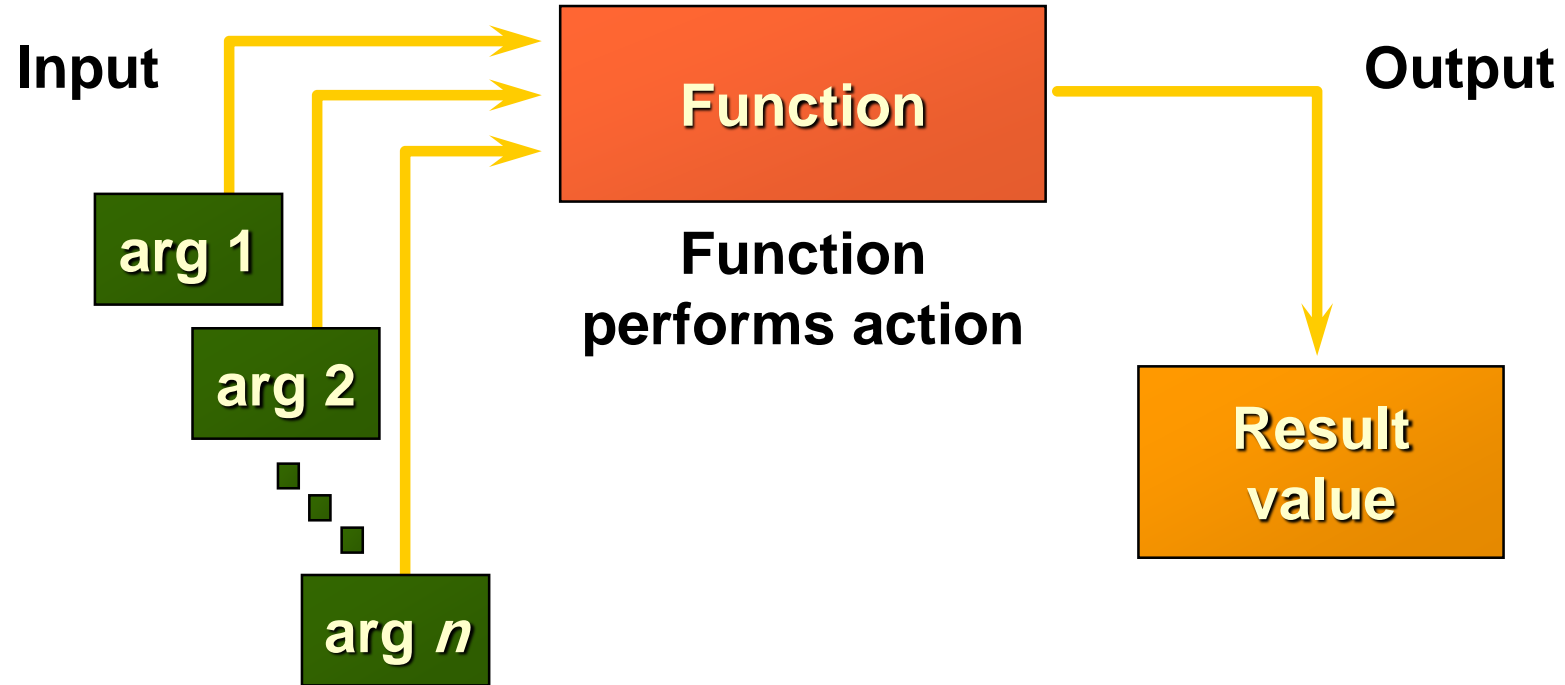 Input
Function
Output
arg 1
Function
performs action
arg 2
Result
value
arg n